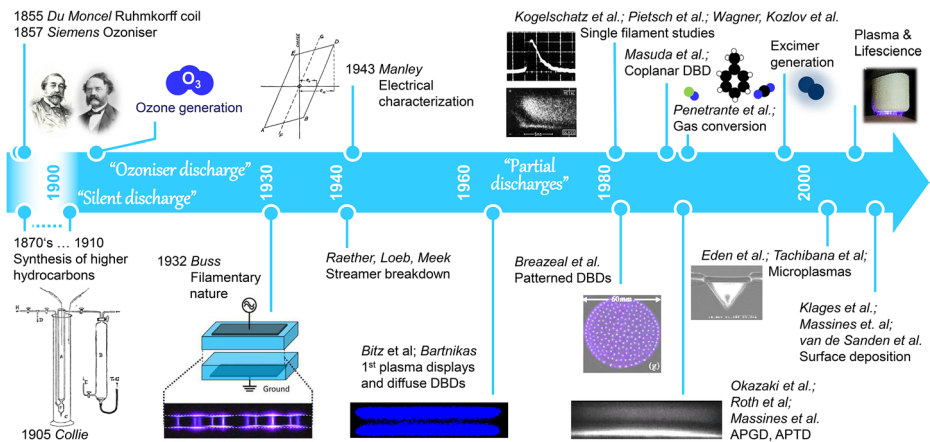 1855 Du Moncel Ruhmkorff coil
1857 Siemens Ozoniser
O3
Ozone generation
1943 Manley
Electrical
characterization
Kogelschatz et al.; Pietsch et al.; Wagner, Kozlov et al.
Single filament studies
Masuda et al.;
Coplanar DBD
Penetrante et al.;
Gas conversion
Excimer
generation
Plasma &
Lifescience
"Ozoniser discharge"
"Silent discharge"
"Partial
discharges"
1900
1930
1940
1960
1980
2000
1870's ... 1910
Synthesis of higher
hydrocarbons
A
B
C
1905 Collie
1932 Buss
Filamentary
nature
Ground
Raether, Loeb, Meek
Streamer breakdown
Bitz et al; Bartnikas
1st plasma displays
and diffuse DBDs
Breazeal et al.
Patterned DBDs
60mm
(g)
Eden et al.; Tachibana et al;
Microplasmas
Klages et al.;
Massines et. al;
van de Sanden et al.
Surface deposition
Okazaki et al.;
Roth et al;
Massines et al.
APGD, APTD